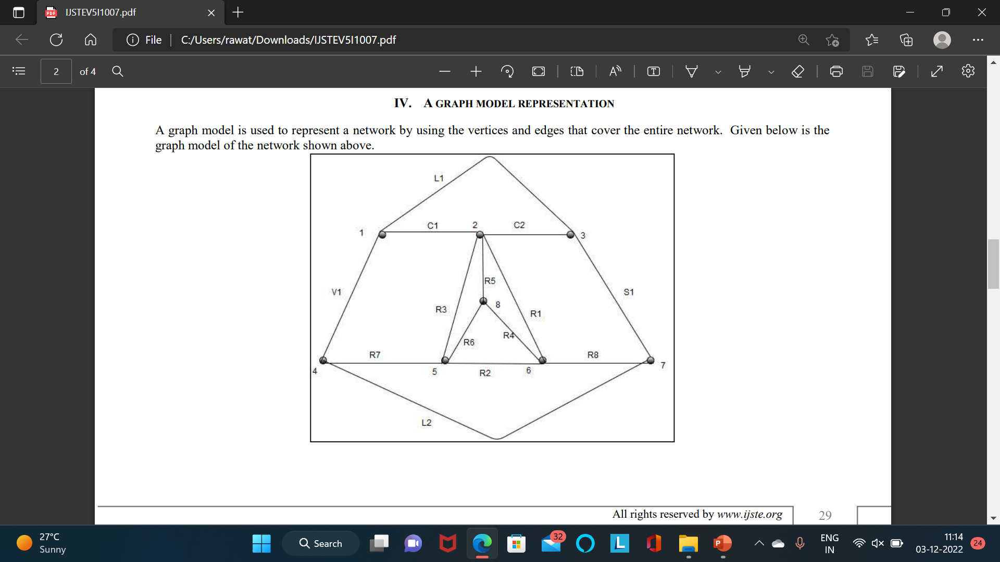 IJSTEV5I1007.pdf
File | C:/Users/rawat/Downloads/IJSTEV5I1007.pdf
2 of 4
IV. A GRAPH MODEL REPRESENTATION
A graph model is used to represent a network by using the vertices and edges that cover the entire network. Given below is the
graph model of the network shown above.
L1
1 C1 2 C2 3
R5
V1 S1
8
R3 R1
R4
R6
R7 R8
4 5 R2 6 7
L2
All rights reserved by www.ijste.org 29
27°C
Sunny
Search
32
ENG
IN
11:14
03-12-2022
24